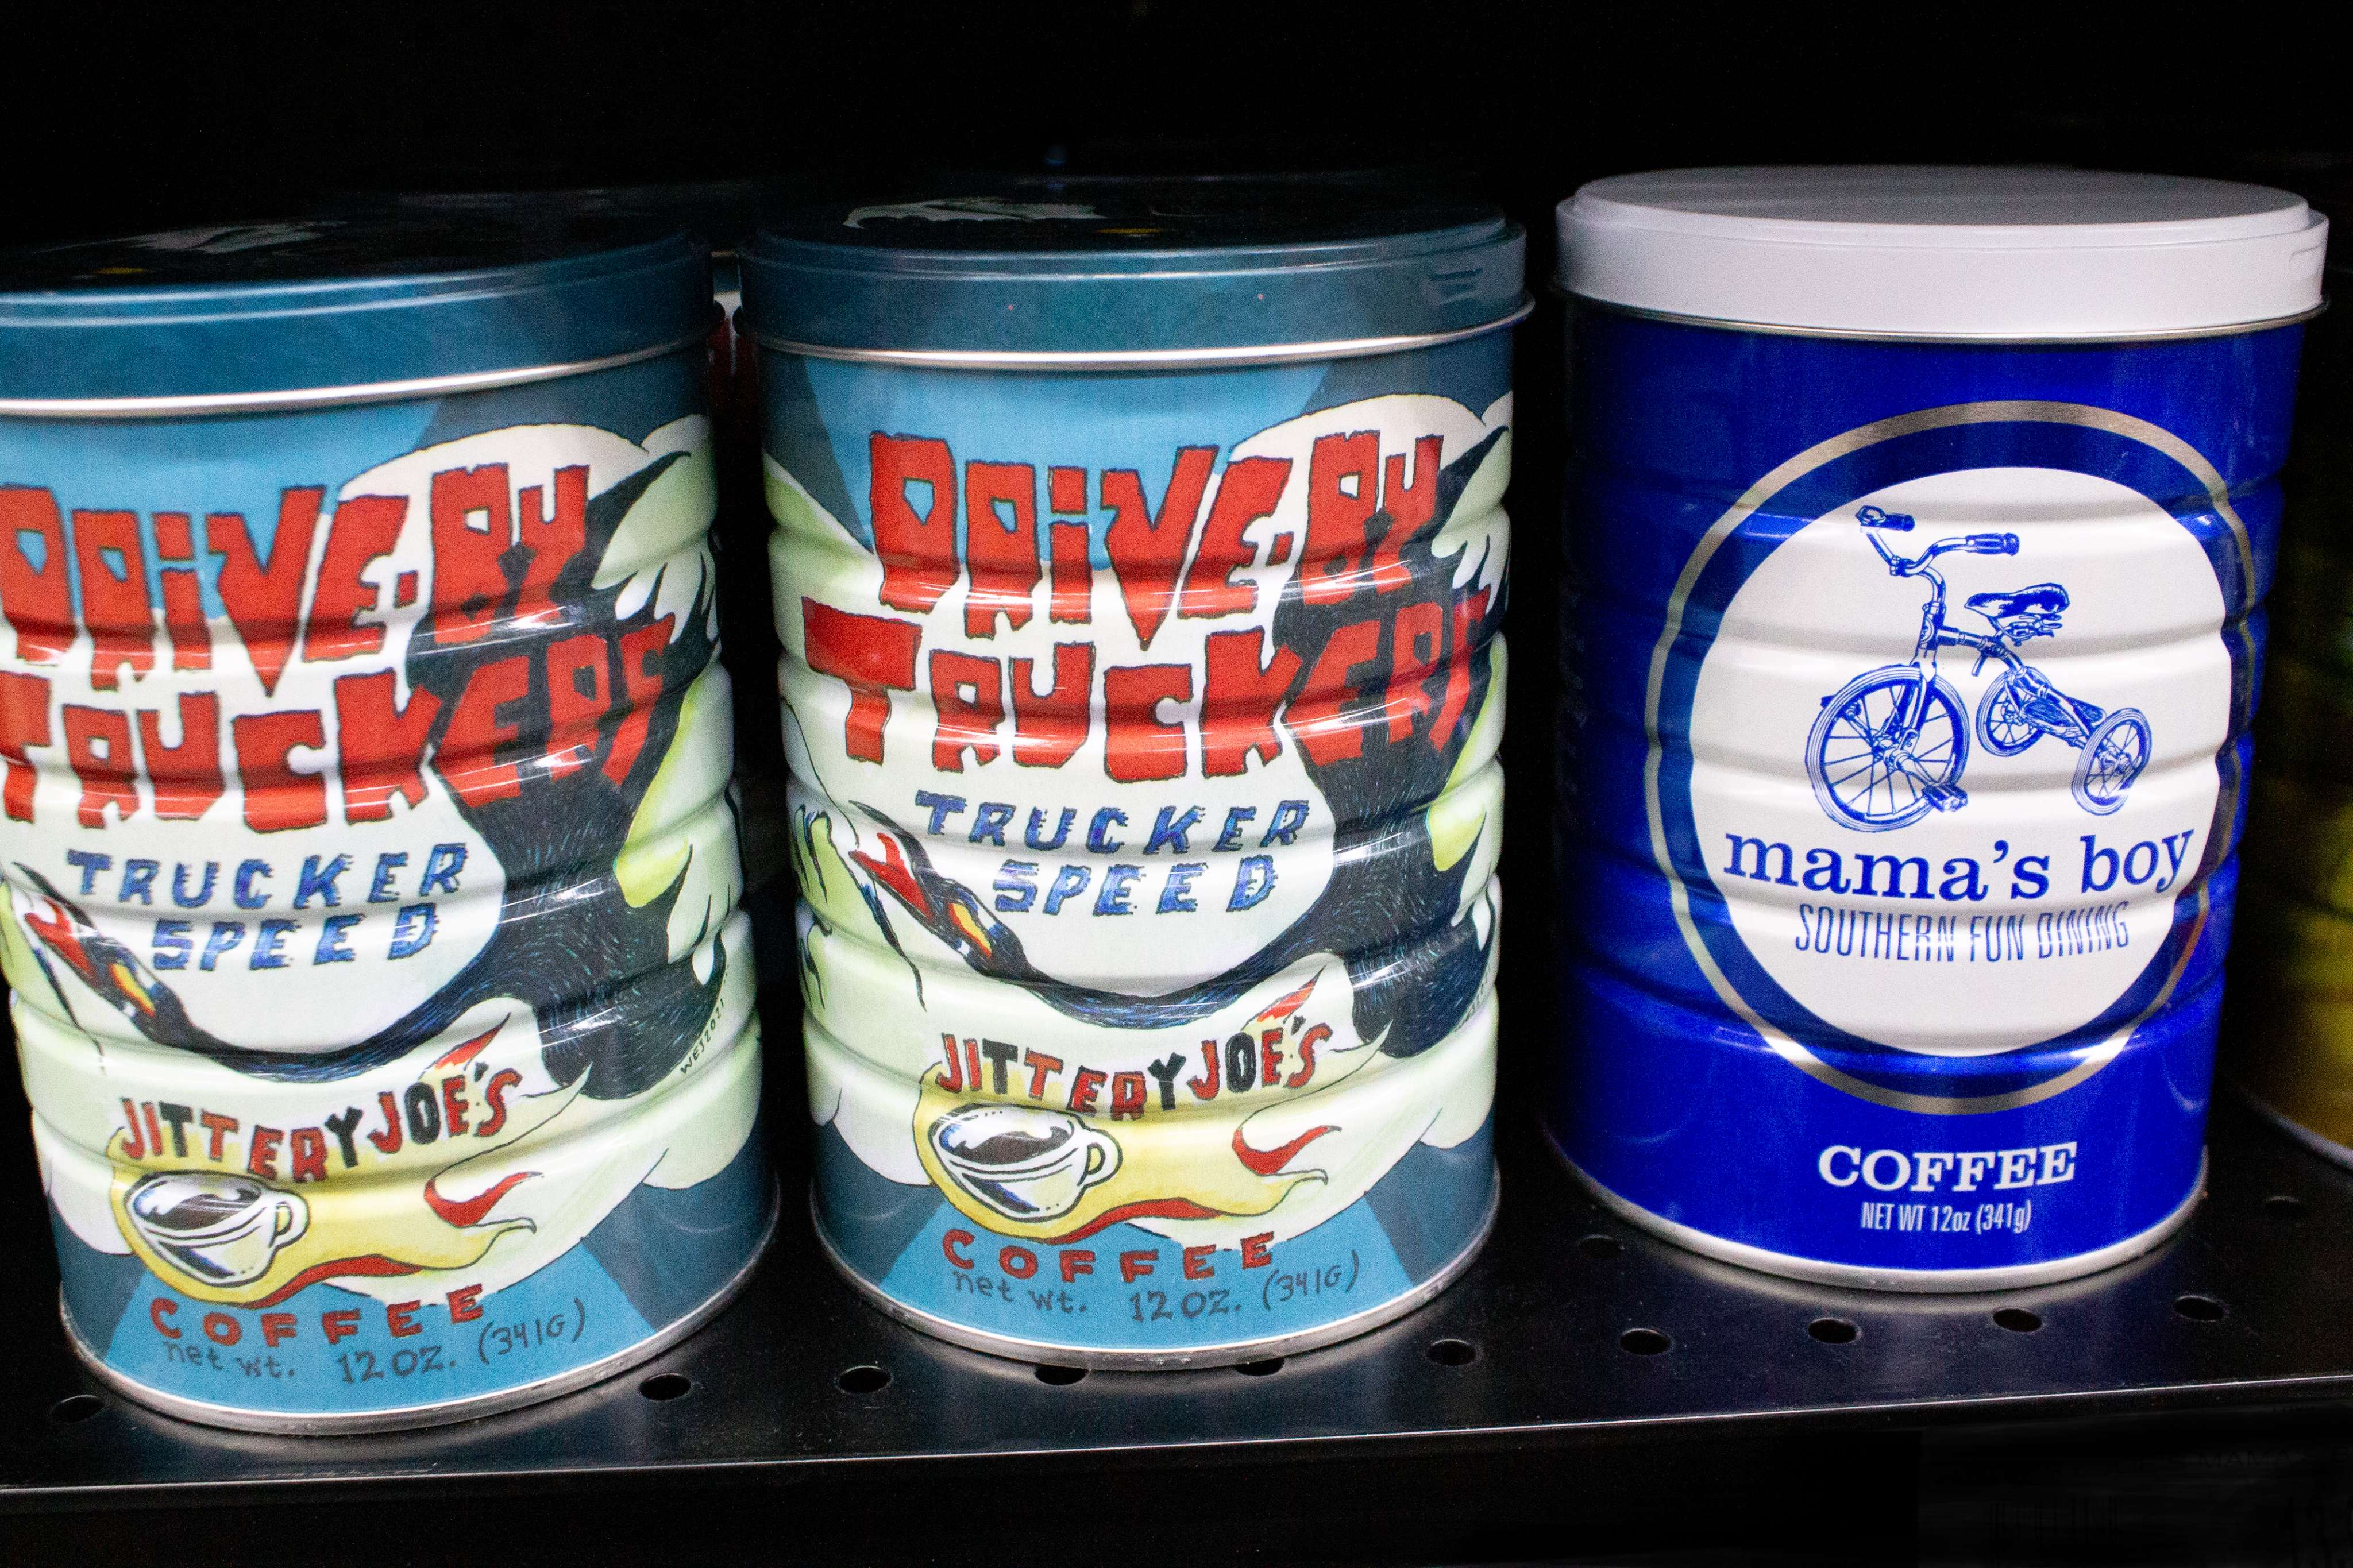 DRIVE-BY
TRUCKERS
TRUCKER
SPEED
WEJ2021
JITTERY JOE'S
COFFEE
net wt. 12 OZ. (341G)
DRIVE-BY
TRUCKERS
TRUCKER
SPEED
JITTERY JOE'S
COFFEE
net wt. 12 OZ. (341G)
mama's boy
SOUTHERN FUN DINING
COFFEE
NET WT 12oz (341g)